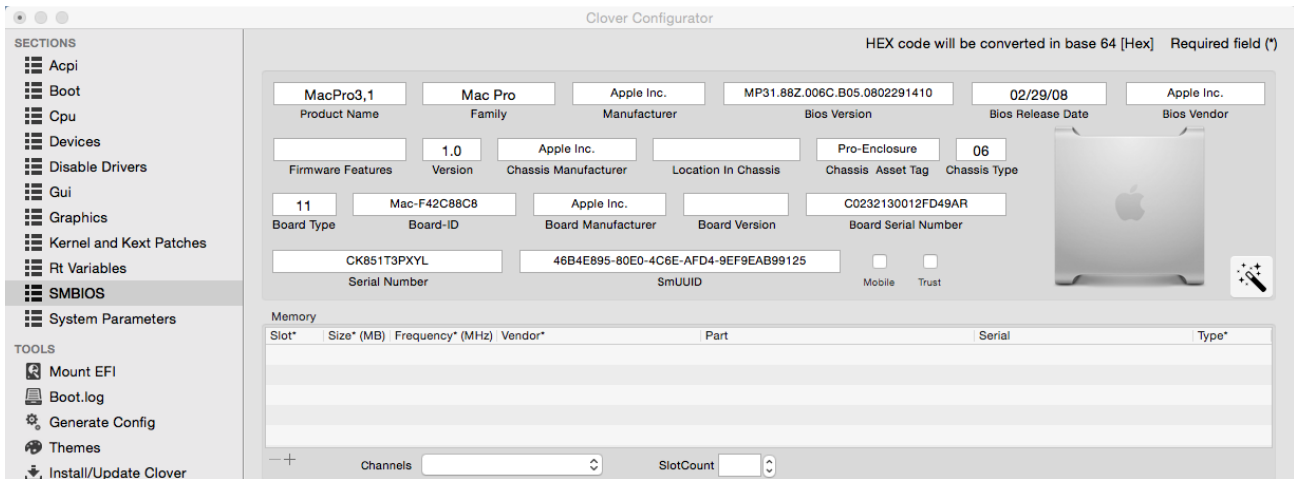 Clover Configurator
SECTIONS
Acpi
Boot
Cpu
Devices
Disable Drivers
Gui
Graphics
Kernel and Kext Patches
Rt Variables
SMBIOS
System Parameters
TOOLS
Mount EFI
Boot.log
Generate Config
Themes
Install/Update Clover
HEX code will be converted in base 64 [Hex] Required field (*)
MacPro3,1 Mac Pro Apple Inc. MP31.88Z.006C.B05.0802291410 02/29/08 Apple Inc.
Product Name Family Manufacturer Bios Version Bios Release Date Bios Vendor
1.0 Apple Inc. Pro-Enclosure 06
Firmware Features Version Chassis Manufacturer Location In Chassis Chassis Asset Tag Chassis Type
11 Mac-F42C88C8 Apple Inc. C0232130012FD49AR
Board Type Board-ID Board Manufacturer Board Version Board Serial Number
CK851T3PXYL 46B4E895-80E0-4C6E-AFD4-9EF9EAB99125
Serial Number SmUUID Mobile Trust
Memory
Slot* Size* (MB) Frequency* (MHz) Vendor* Part Serial Type*
Channels SlotCount